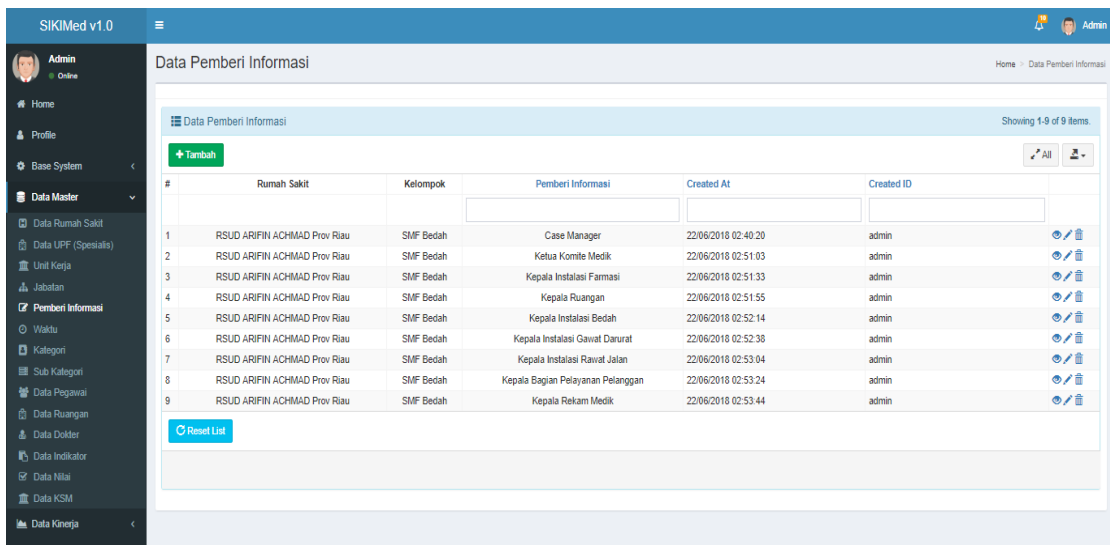 SIKIMed v1.0
10
Admin
Admin
Online
Data Pemberi Informasi
Home > Data Pemberi Informasi
Home
Profile
Base System
Data Master
Data Rumah Sakit
Data UPF (Spesialis)
Unit Kerja
Jabatan
Pemberi Informasi
Waktu
Kategori
Sub Kategori
Data Pegawai
Data Ruangan
Data Dokter
Data Indikator
Data Nilai
Data KSM
Data Kinerja
Data Pemberi Informasi
Showing 1-9 of 9 items.
+ Tambah
All
# Rumah Sakit Kelompok Pemberi Informasi Created At Created ID
1 RSUD ARIFIN ACHMAD Prov Riau SMF Bedah Case Manager 22/06/2018 02:40:20 admin
2 RSUD ARIFIN ACHMAD Prov Riau SMF Bedah Ketua Komite Medik 22/06/2018 02:51:03 admin
3 RSUD ARIFIN ACHMAD Prov Riau SMF Bedah Kepala Instalasi Farmasi 22/06/2018 02:51:33 admin
4 RSUD ARIFIN ACHMAD Prov Riau SMF Bedah Kepala Ruangan 22/06/2018 02:51:55 admin
5 RSUD ARIFIN ACHMAD Prov Riau SMF Bedah Kepala Instalasi Bedah 22/06/2018 02:52:14 admin
6 RSUD ARIFIN ACHMAD Prov Riau SMF Bedah Kepala Instalasi Gawat Darurat 22/06/2018 02:52:38 admin
7 RSUD ARIFIN ACHMAD Prov Riau SMF Bedah Kepala Instalasi Rawat Jalan 22/06/2018 02:53:04 admin
8 RSUD ARIFIN ACHMAD Prov Riau SMF Bedah Kepala Bagian Pelayanan Pelanggan 22/06/2018 02:53:24 admin
9 RSUD ARIFIN ACHMAD Prov Riau SMF Bedah Kepala Rekam Medik 22/06/2018 02:53:44 admin
Reset List